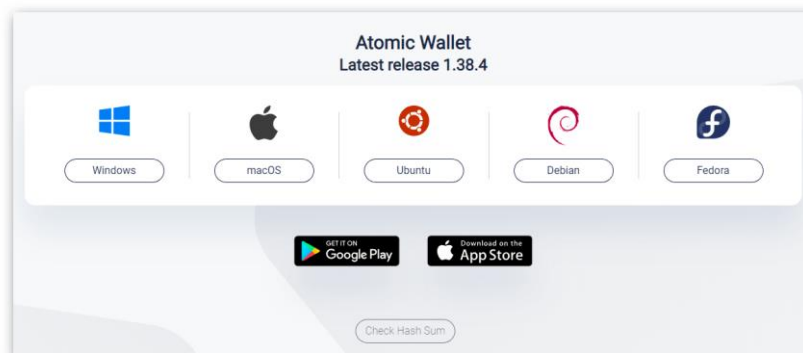 Atomic Wallet
Latest release 1.38.4
Windows
macOS
Ubuntu
Debian
Fedora
GET IT ON
Google Play
Download on the
App Store
Check Hash Sum